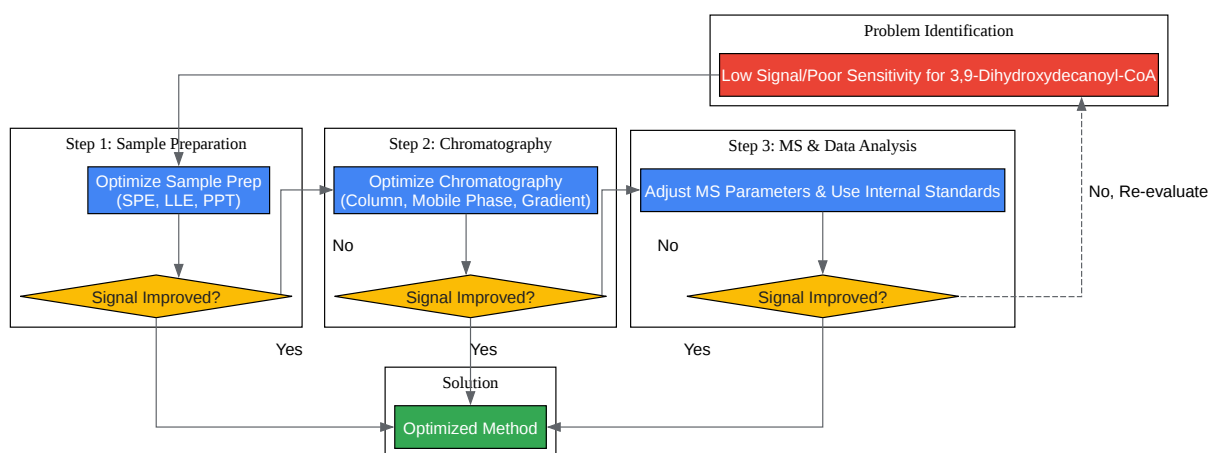 Problem Identification
Low Signal/Poor Sensitivity for 3,9-Dihydroxydecanoyl-CoA
Step 1: Sample Preparation
Optimize Sample Prep
(SPE, LLE, PPT)
Signal Improved?
Step 2: Chromatography
Optimize Chromatography
(Column, Mobile Phase, Gradient)
No
Signal Improved?
Step 3: MS & Data Analysis
Adjust MS Parameters & Use Internal Standards
No
Signal Improved?
No, Re-evaluate
Yes
Yes
Yes
Solution
Optimized Method